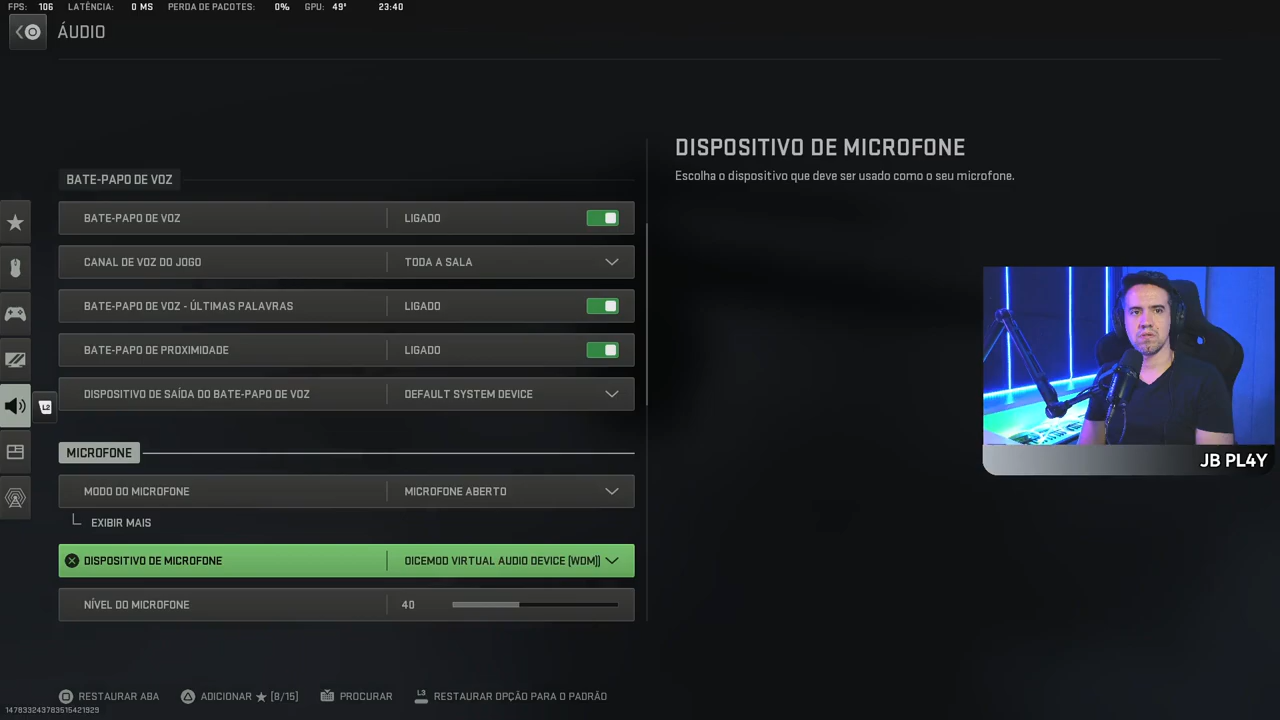 FPS: 106 LATÊNCIA: 0 MS PERDA DE PACOTES: 0% GPU: 49° 23:40
ÁUDIO
BATE-PAPO DE VOZ
BATE-PAPO DE VOZ LIGADO
CANAL DE VOZ DO JOGO TODA A SALA
BATE-PAPO DE VOZ - ÚLTIMAS PALAVRAS LIGADO
BATE-PAPO DE PROXIMIDADE LIGADO
L2
DISPOSITIVO DE SAÍDA DO BATE-PAPO DE VOZ DEFAULT SYSTEM DEVICE
MICROFONE
MODO DO MICROFONE MICROFONE ABERTO
EXIBIR MAIS
DISPOSITIVO DE MICROFONE OICEMOD VIRTUAL AUDIO DEVICE (WDM)]
NÍVEL DO MICROFONE 40
DISPOSITIVO DE MICROFONE
Escolha o dispositivo que deve ser usado como o seu microfone.
JB PL4Y
RESTAURAR ABA ADICIONAR ★ [8/15] PROCURAR L3 RESTAURAR OPÇÃO PARA O PADRÃO
147833243783515421929